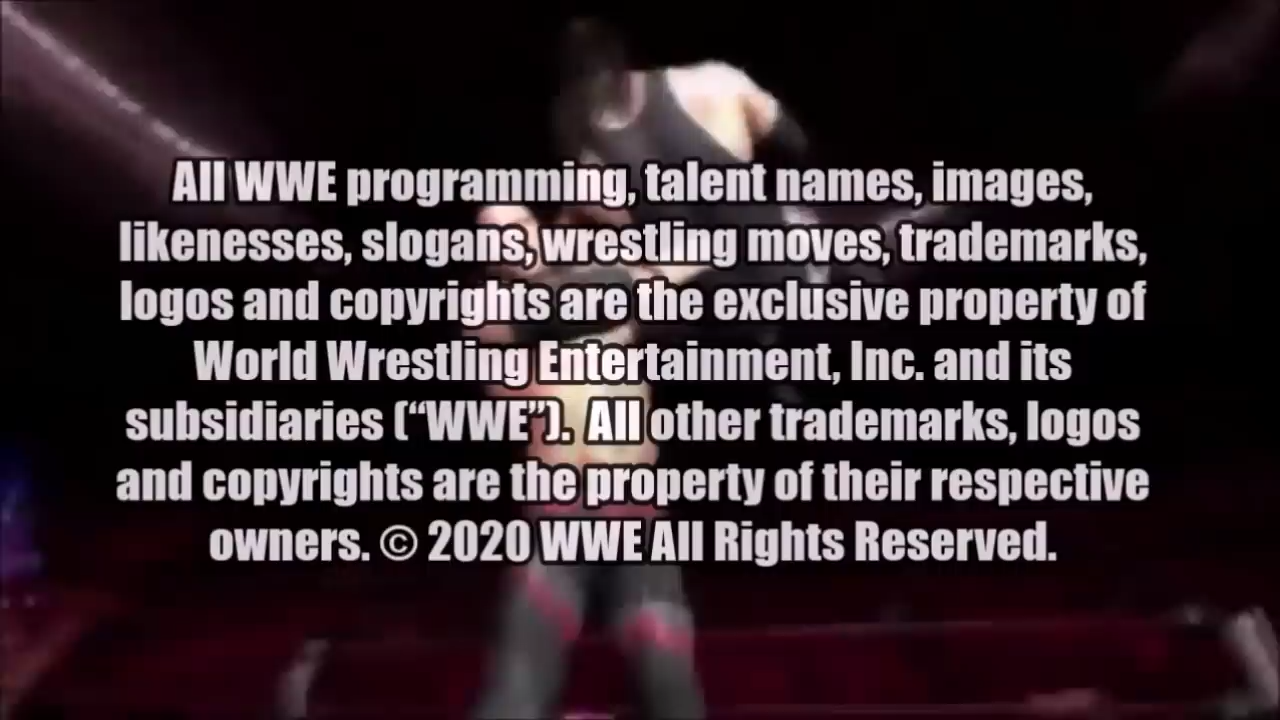 All WWE programming, talent names, images,
likenesses, slogans, wrestling moves, trademarks,
logos and copyrights are the exclusive property of
World Wrestling Entertainment, Inc. and its
subsidiaries (“WWE”).  All other trademarks, logos
and copyrights are the property of their respective
owners. © 2020 WWE All Rights Reserved.